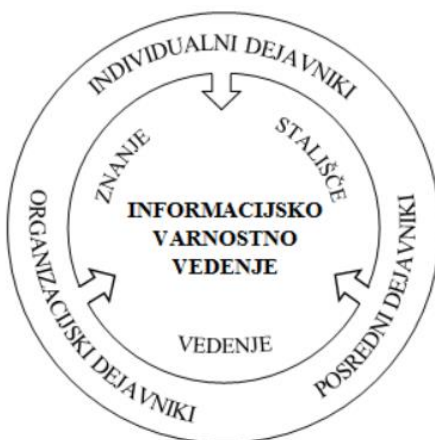 INDIVIDUALNI DEJAVNIKI
ZNANJE
STALIŠČE
INFORMACIJSKO
VARNOSTNO
VEDENJE
ORGANIZACIJSKI DEJAVNIKI
POSREDNI DEJAVNIKI
VEDENJE